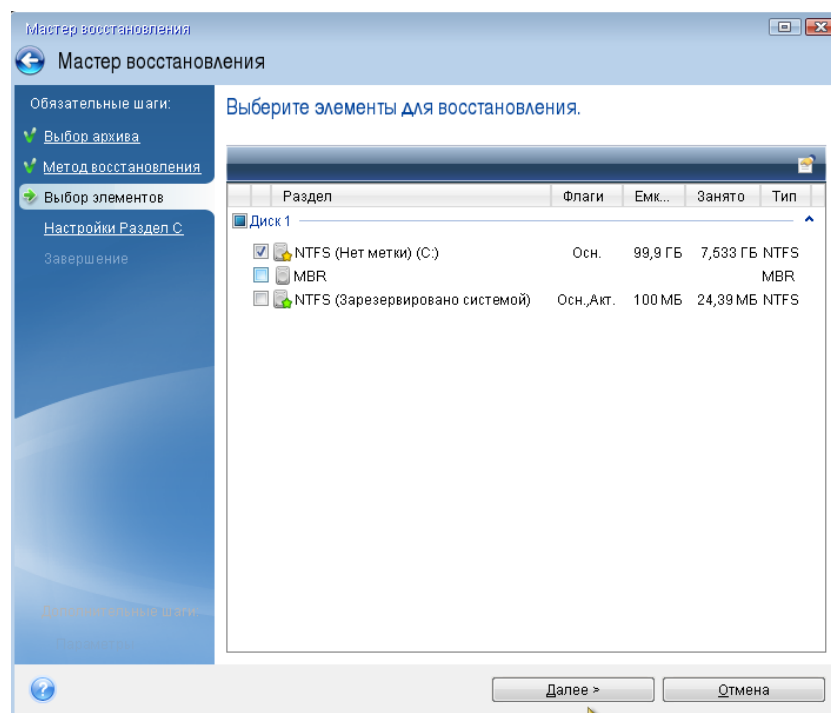 Мастер восстановления
Мастер восстановления
Обязательные шаги:
Выбор архива
Метод восстановления
Выбор элементов
Настройки Раздел C
Завершение
Выберите элементы для восстановления.
Раздел Флаги Емк... Занято Тип
Диск 1
NTFS (Нет метки) (C:) Осн. 99,9 ГБ 7,533 ГБ NTFS
MBR MBR
NTFS (Зарезервировано системой) Осн.,Акт. 100 МБ 24,39 МБ NTFS
шаги
Далее >
Отмена